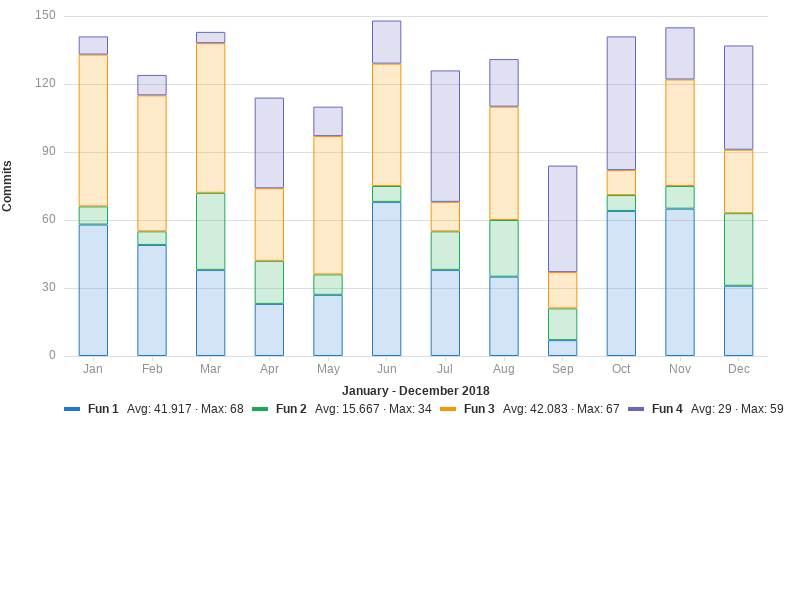 150
120
90
60
30
0
Commits
Jan Feb Mar Apr May Jun Jul Aug Sep Oct Nov Dec
January - December 2018
Fun 1 Avg: 41.917 · Max: 68 Fun 2 Avg: 15.667 · Max: 34 Fun 3 Avg: 42.083 · Max: 67 Fun 4 Avg: 29 · Max: 59